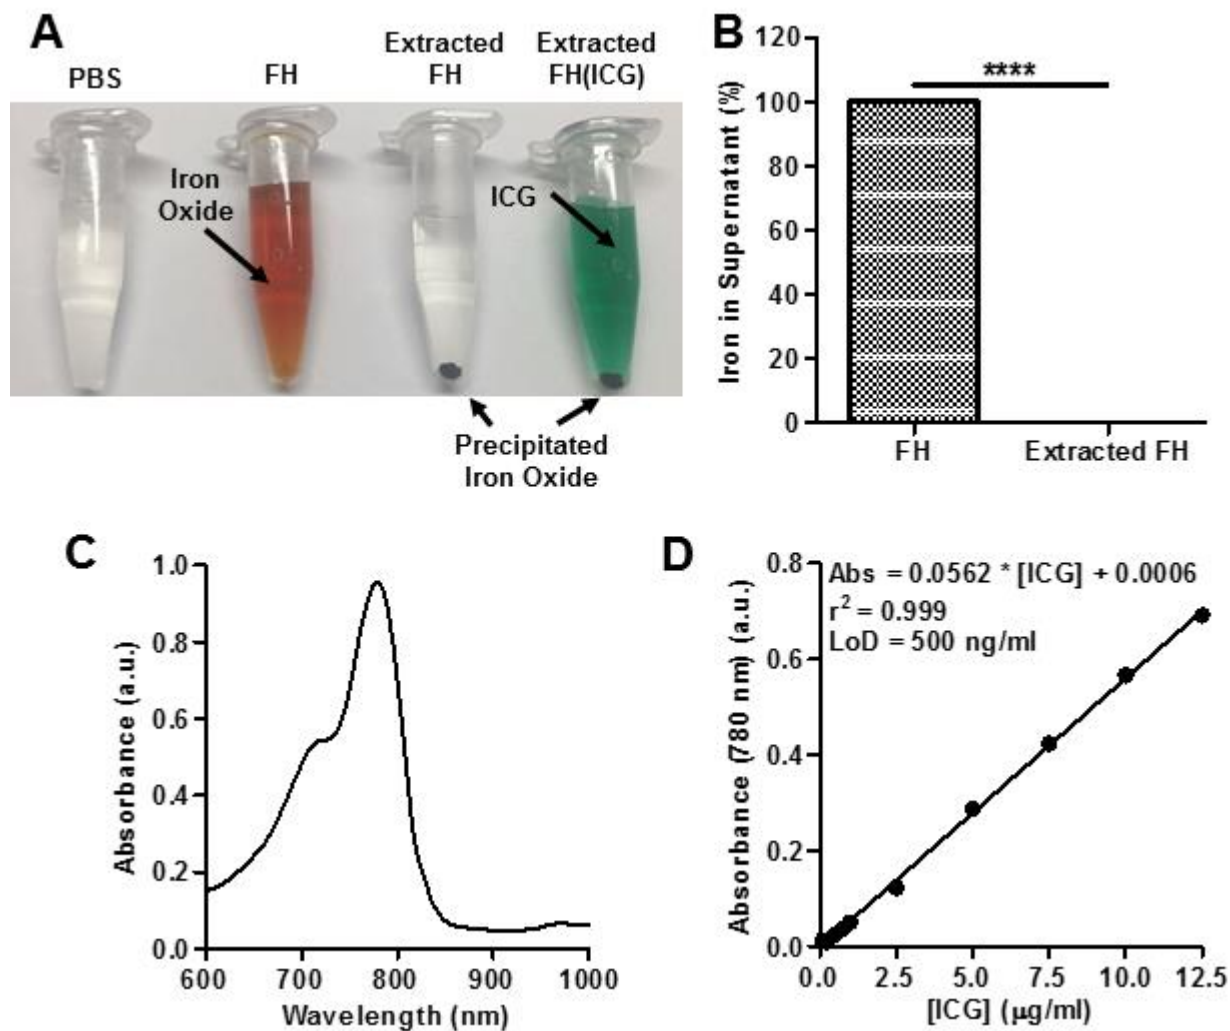 A
PBS
FH
Extracted
FH
Extracted
FH(ICG)
Iron
Oxide
ICG
Precipitated
Iron Oxide
B
120
100
80
60
40
20
0
Iron in Supernatant (%)
****
FH
Extracted FH
C
1.0
0.8
0.6
0.4
0.2
0.0
Absorbance (a.u.)
600
700
800
900
1000
Wavelength (nm)
D
0.8
0.6
0.4
0.2
0.0
Absorbance (780 nm) (a.u.)
Abs = 0.0562 * [ICG] + 0.0006
r² = 0.999
LoD = 500 ng/ml
0.0
2.5
5.0
7.5
10.0
12.5
[ICG] (μg/ml)